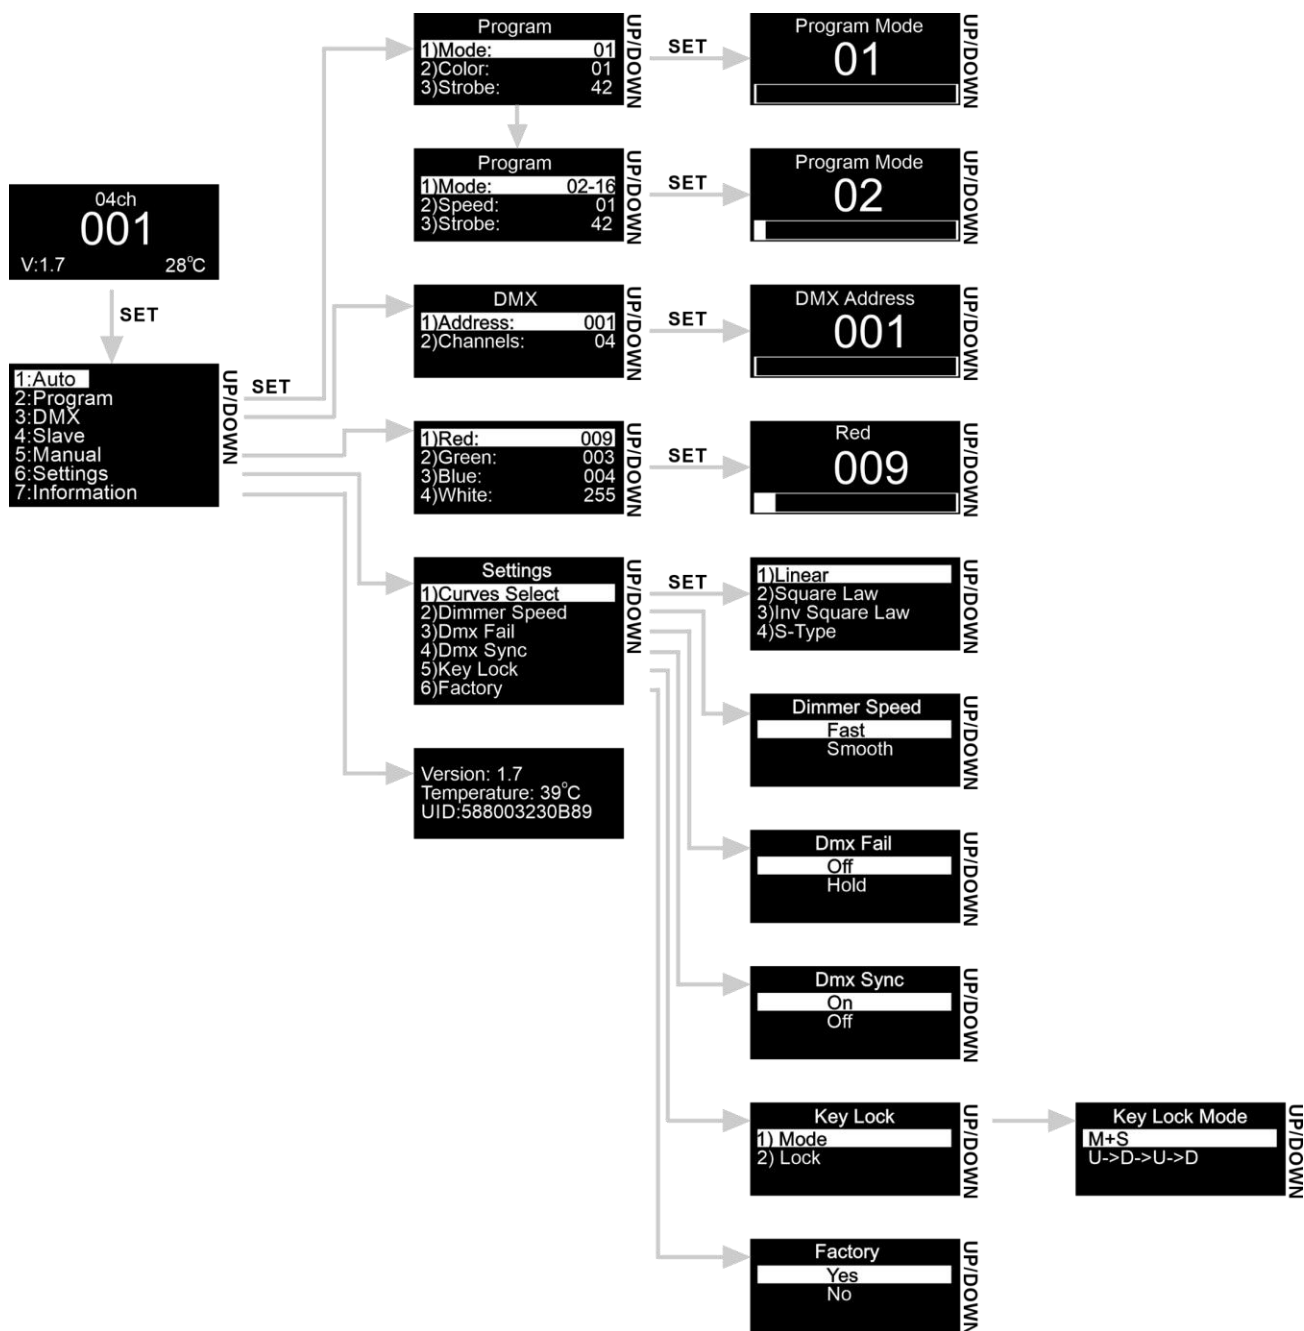 04ch
001
V:1.7 28°C
SET
1:Auto
2:Program
3:DMX
4:Slave
5:Manual
6:Settings
7:Information
UP/DOWN
SET
Program
1)Mode: 01
2)Color: 01
3)Strobe: 42
UP/DOWN
SET
Program Mode
01
UP/DOWN
Program
1)Mode: 02-16
2)Speed: 01
3)Strobe: 42
UP/DOWN
SET
Program Mode
02
UP/DOWN
DMX
1)Address: 001
2)Channels: 04
UP/DOWN
SET
DMX Address
001
UP/DOWN
1)Red: 009
2)Green: 003
3)Blue: 004
4)White: 255
UP/DOWN
SET
Red
009
UP/DOWN
Settings
1)Curves Select
2)Dimmer Speed
3)Dmx Fail
4)Dmx Sync
5)Key Lock
6)Factory
UP/DOWN
SET
1)Linear
2)Square Law
3)Inv Square Law
4)S-Type
UP/DOWN
Dimmer Speed
Fast
Smooth
UP/DOWN
Version: 1.7
Temperature: 39°C
UID:588003230B89
Dmx Fail
Off
Hold
UP/DOWN
Dmx Sync
On
Off
UP/DOWN
Key Lock
1) Mode
2) Lock
UP/DOWN
Key Lock Mode
M+S
U->D->U->D
UP/DOWN
Factory
Yes
No
UP/DOWN